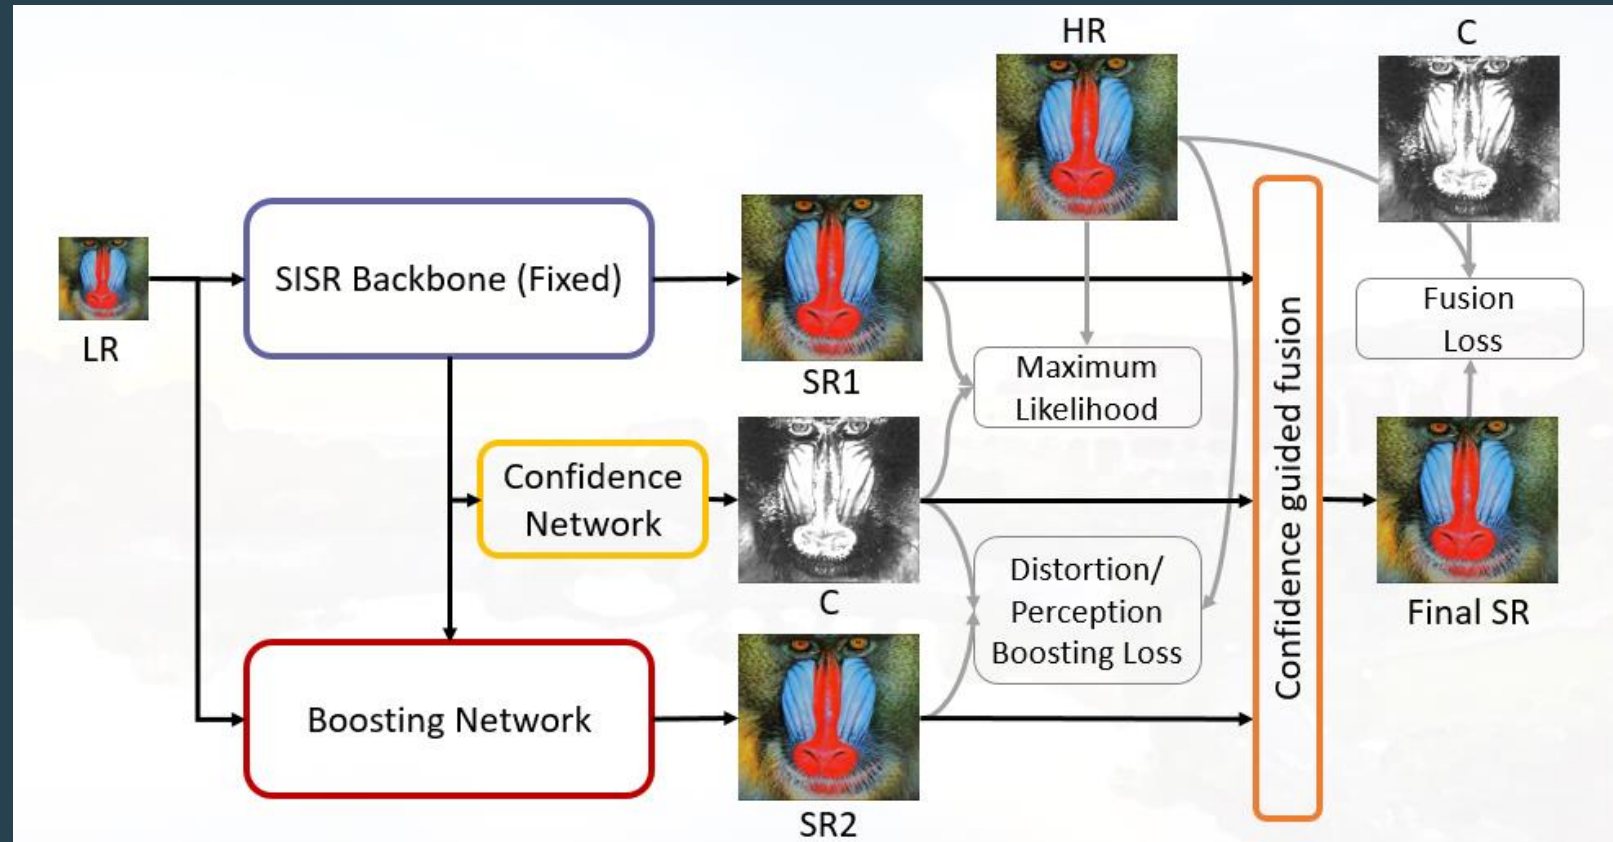 HR
C
SISR Backbone (Fixed)
LR
SR1
Maximum
Likelihood
Fusion
Loss
Confidence
Network
C
Distortion/
Perception
Boosting Loss
Confidence guided fusion
Final SR
Boosting Network
SR2